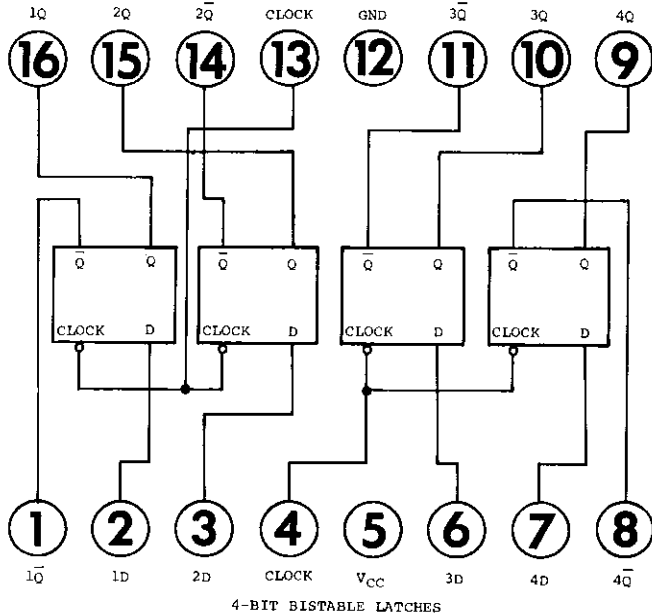 1Q 2Q 2Q̅ CLOCK GND 3Q̅ 3Q 4Q
16 15 14 13 12 11 10 9
Q̅ Q Q̅ Q Q̅ Q Q̅ Q
CLOCK D CLOCK D CLOCK D CLOCK D
1 2 3 4 5 6 7 8
1Q̅ 1D 2D CLOCK VCC 3D 4D 4Q̅
4-BIT BISTABLE LATCHES